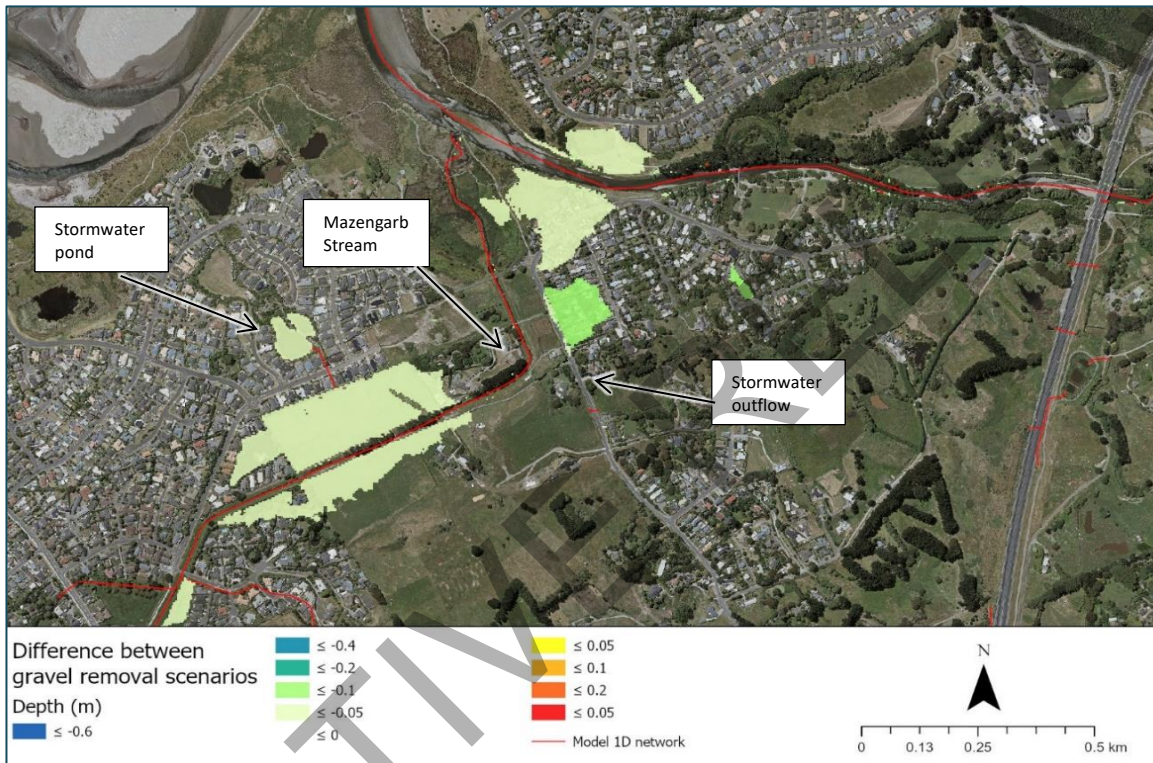 Stormwater
pond
Mazengarb
Stream
Stormwater
outflow
Difference between
gravel removal scenarios
Depth (m)
≤ -0.6
≤ -0.4
≤ -0.2
≤ -0.1
≤ -0.05
≤ 0
≤ 0.05
≤ 0.1
≤ 0.2
≤ 0.05
Model 1D network
N
0 0.13 0.25 0.5 km